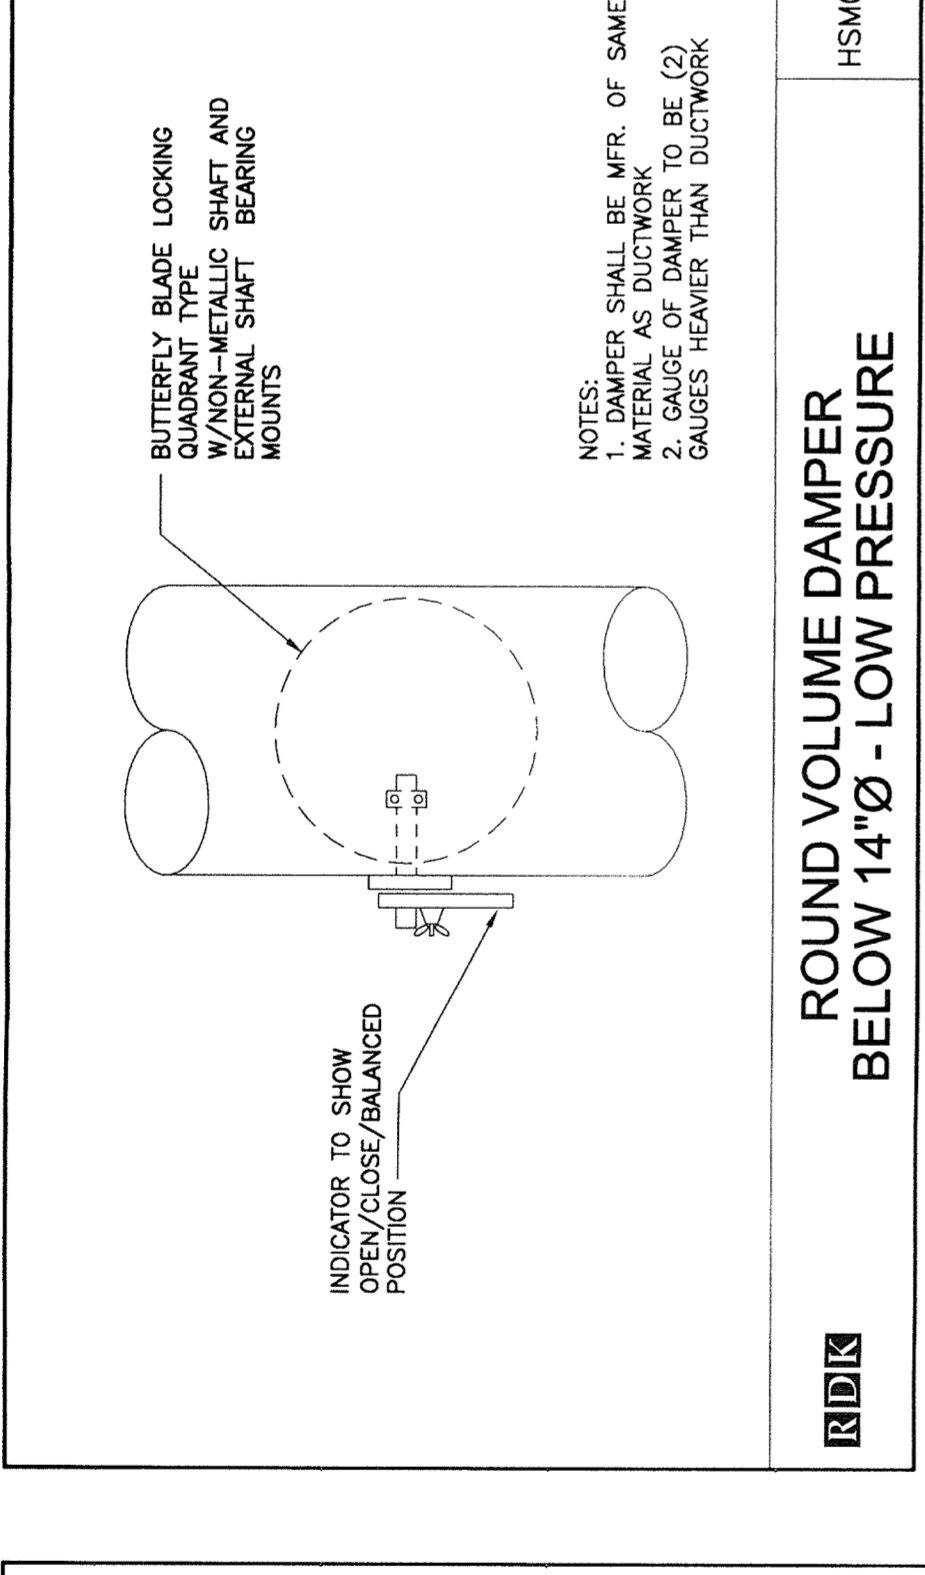 BUTTERFLY BLADE LOCKING
QUADRANT TYPE
W/NON-METALLIC SHAFT AND
EXTERNAL SHAFT BEARING
MOUNTS
INDICATOR TO SHOW
OPEN/CLOSE/BALANCED
POSITION
NOTES:
1. DAMPER SHALL BE MFR. OF SAME
MATERIAL AS DUCTWORK
2. GAUGE OF DAMPER TO BE (2)
GAUGES HEAVIER THAN DUCTWORK
RDK
ROUND VOLUME DAMPER
BELOW 14"Ø - LOW PRESSURE